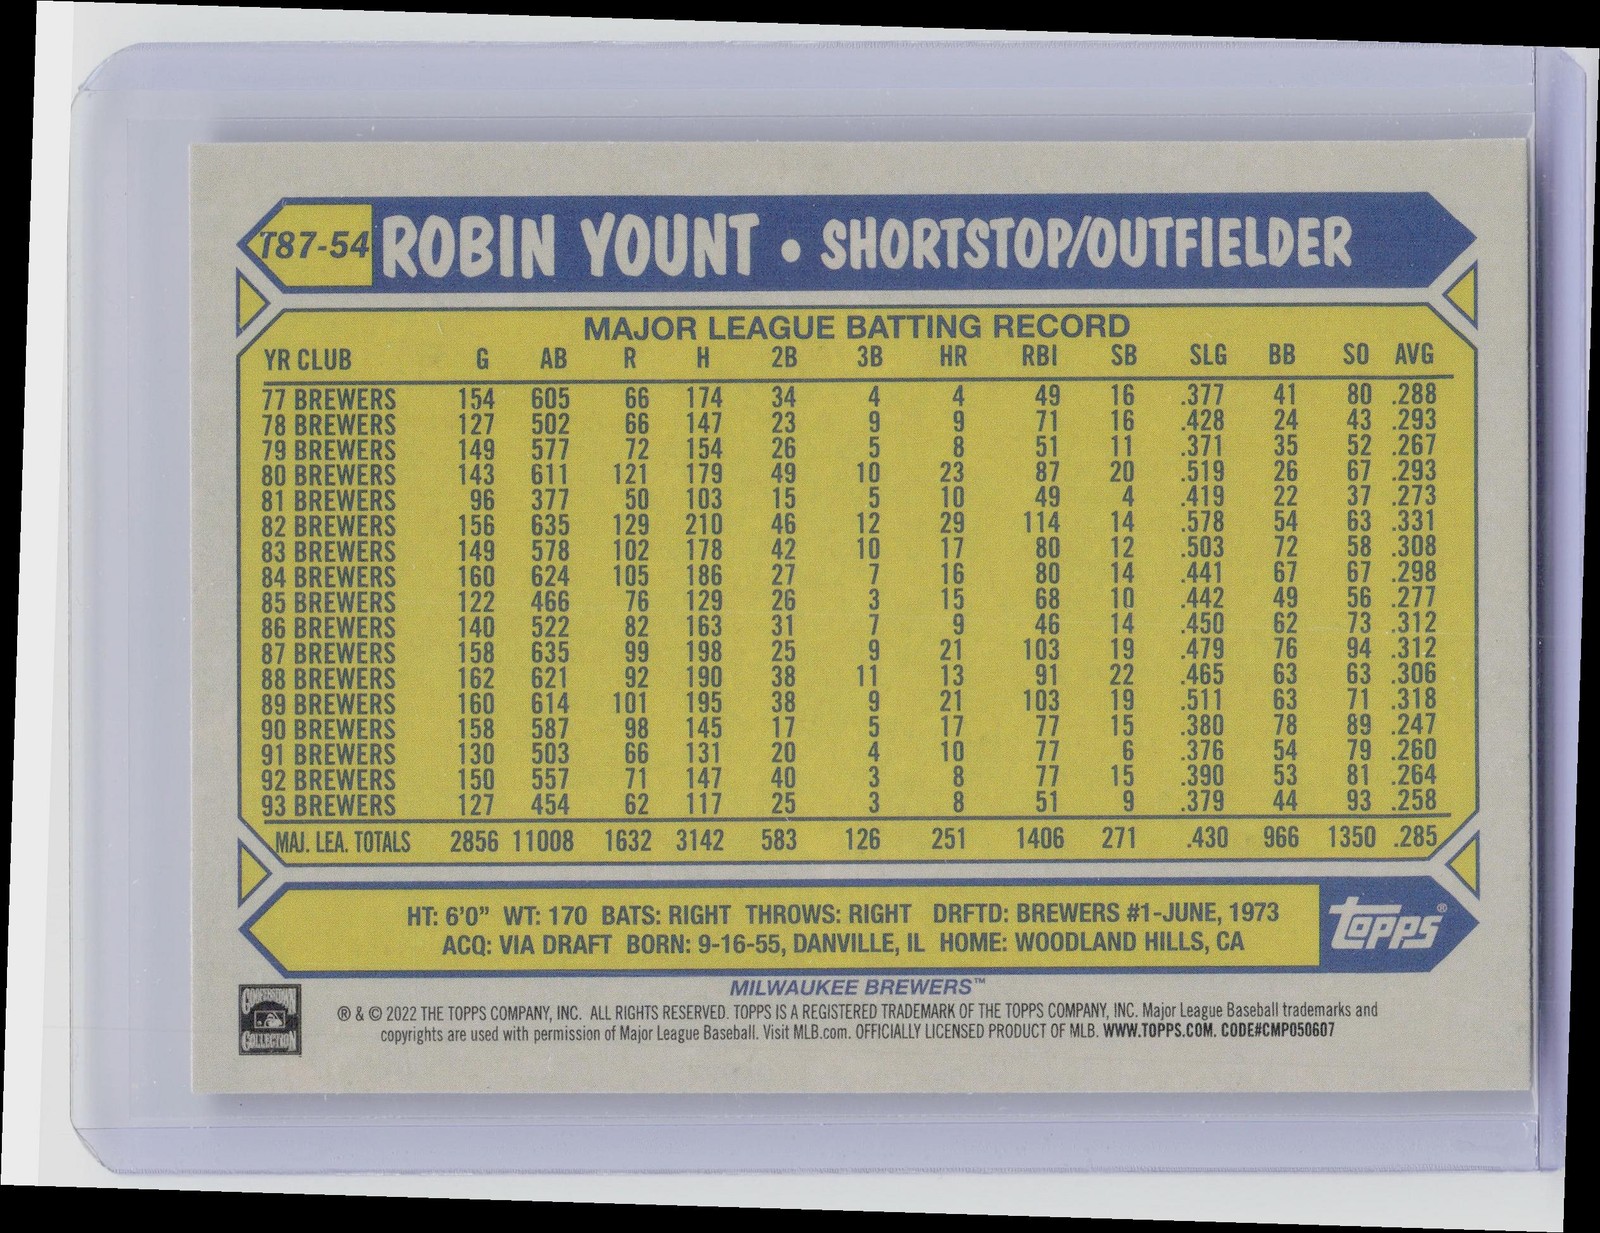 T87-54 ROBIN YOUNT • SHORTSTOP/OUTFIELDER
MAJOR LEAGUE BATTING RECORD
YR CLUB G AB R H 2B 3B HR RBI SB SLG BB SO AVG
77 BREWERS 154 605 66 174 34 4 4 49 16 .377 41 80 .288
78 BREWERS 127 502 66 147 23 9 9 71 16 .428 24 43 .293
79 BREWERS 149 577 72 154 26 5 8 51 11 .371 35 52 .267
80 BREWERS 143 611 121 179 49 10 23 87 20 .519 26 67 .293
81 BREWERS 96 377 50 103 15 5 10 49 4 .419 22 37 .273
82 BREWERS 156 635 129 210 46 12 29 114 14 .578 54 63 .331
83 BREWERS 149 578 102 178 42 10 17 80 12 .503 72 58 .308
84 BREWERS 160 624 105 186 27 7 16 80 14 .441 67 67 .298
85 BREWERS 122 466 76 129 26 3 15 68 10 .442 49 56 .277
86 BREWERS 140 522 82 163 31 7 9 46 14 .450 62 73 .312
87 BREWERS 158 635 99 198 25 9 21 103 19 .479 76 94 .312
88 BREWERS 162 621 92 190 38 11 13 91 22 .465 63 63 .306
89 BREWERS 160 614 101 195 38 9 21 103 19 .511 63 71 .318
90 BREWERS 158 587 98 145 17 5 17 77 15 .380 78 89 .247
91 BREWERS 130 503 66 131 20 4 10 77 6 .376 54 79 .260
92 BREWERS 150 557 71 147 40 3 8 77 15 .390 53 81 .264
93 BREWERS 127 454 62 117 25 3 8 51 9 .379 44 93 .258
MAJ. LEA. TOTALS 2856 11008 1632 3142 583 126 251 1406 271 .430 966 1350 .285
HT: 6'0" WT: 170 BATS: RIGHT THROWS: RIGHT DRFTD: BREWERS #1-JUNE, 1973
ACQ: VIA DRAFT BORN: 9-16-55, DANVILLE, IL HOME: WOODLAND HILLS, CA
topps®
MILWAUKEE BREWERS™
COOPERSTOWN
COLLECTION
® & © 2022 THE TOPPS COMPANY, INC. ALL RIGHTS RESERVED. TOPPS IS A REGISTERED TRADEMARK OF THE TOPPS COMPANY, INC. Major League Baseball trademarks and
copyrights are used with permission of Major League Baseball. Visit MLB.com. OFFICIALLY LICENSED PRODUCT OF MLB. WWW.TOPPS.COM. CODE#CMP050607